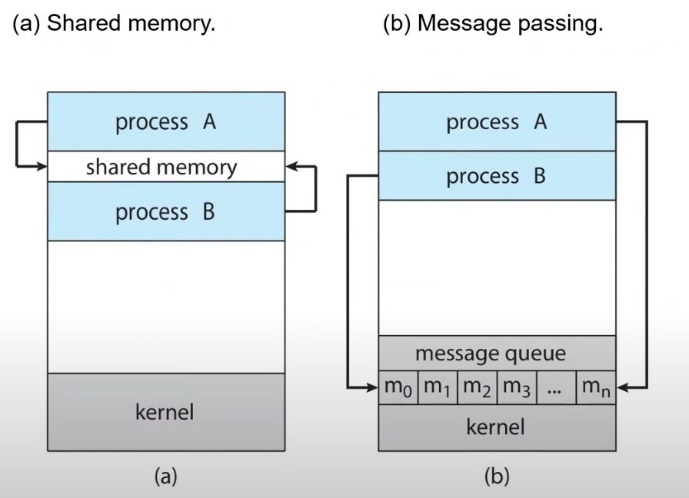 (a) Shared memory.
(b) Message passing.
process A
shared memory
process B
kernel
(a)
process A
process B
message queue
m₀ m₁ m₂ m₃ ... mₙ
kernel
(b)